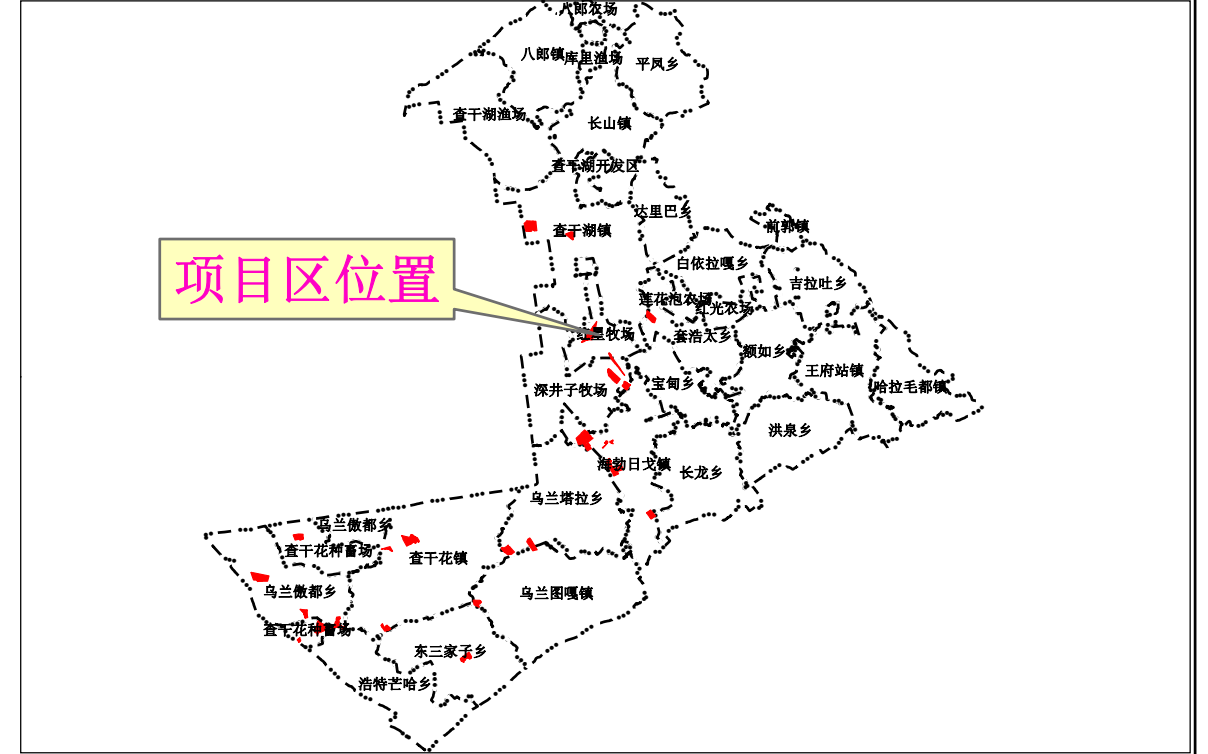 八郎农场
八郎镇
库里渔场
平凤乡
查干湖渔场
长山镇
查干湖开发区
达里巴乡
前郭镇
查干湖镇
白依拉嘎乡
项目区位置
吉拉吐乡
莲花泡农场
红光农场
红星牧场
套浩太乡
额如乡
王府站镇
深井子牧场
宝甸乡
哈拉毛都镇
洪泉乡
海勃日戈镇
长龙乡
乌兰塔拉乡
乌兰傲都乡
查干花种畜场
查干花镇
乌兰傲都乡
乌兰图嘎镇
查干花种畜场
东三家子乡
浩特芒哈乡